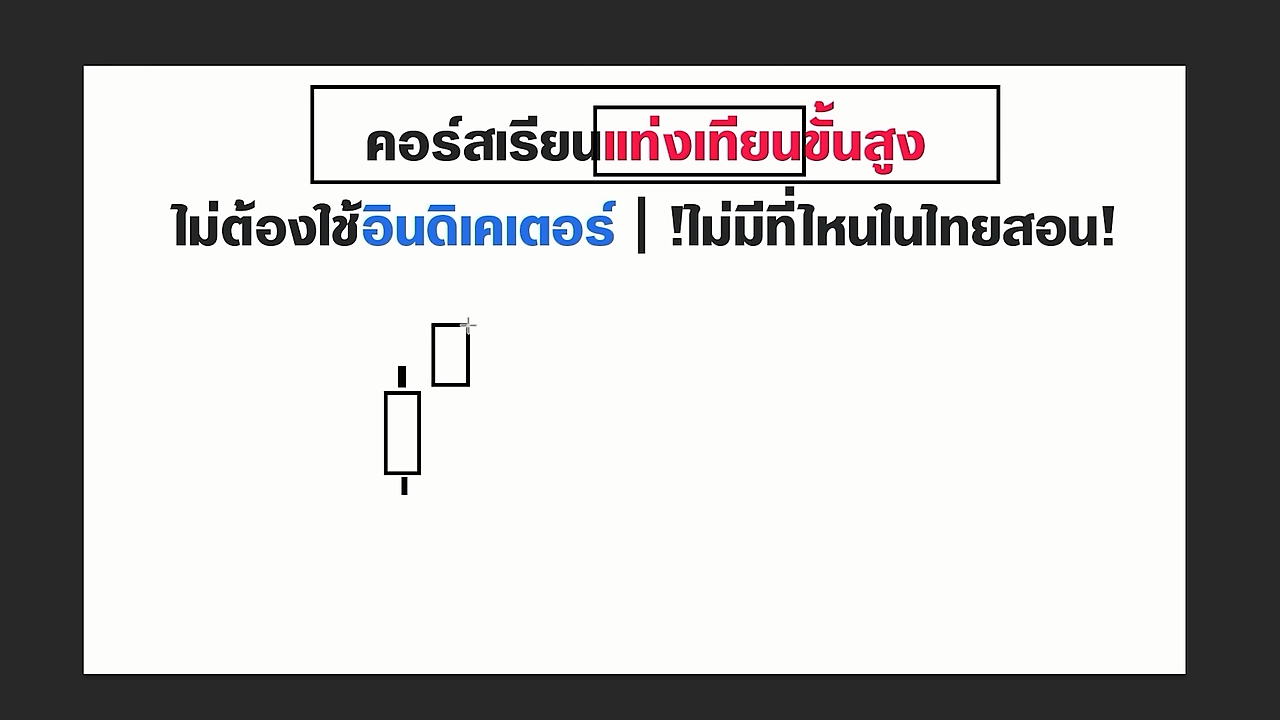 คอร์สเรียนแท่งเทียนขั้นสูง
ไม่ต้องใช้อินดิเคเตอร์ | !ไม่มีที่ไหนในไทยสอน!